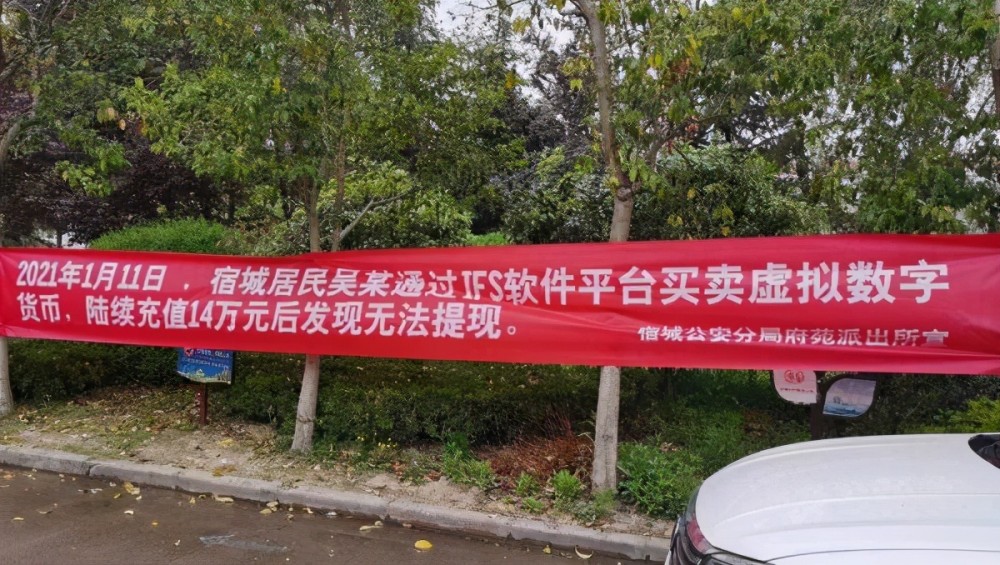 2021年1月11日，宿城居民吴某通过IFS软件平台买卖虚拟数字
货币，陆续充值14万元后发现无法提现。
宿城公安分局府苑派出所宣